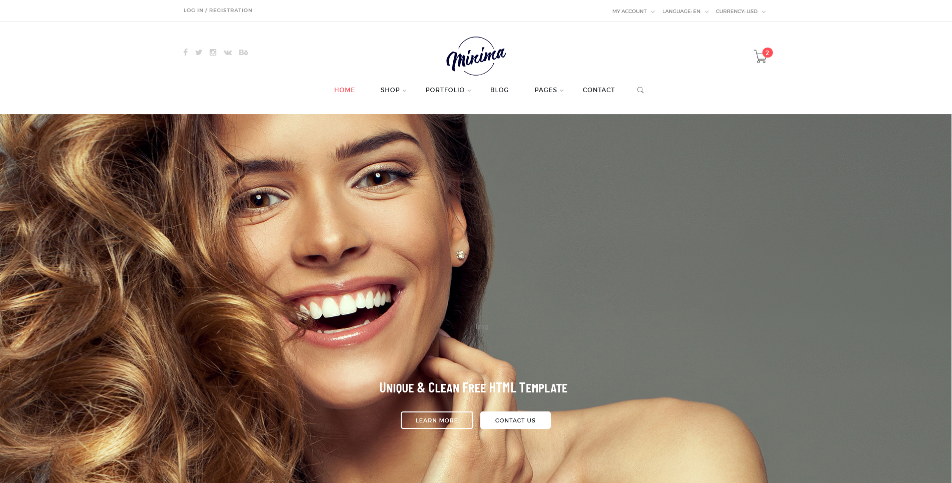 LOG IN / REGISTRATION
MY ACCOUNT LANGUAGE: EN CURRENCY: USD
Minima
2
HOME SHOP PORTFOLIO BLOG PAGES CONTACT
Unique & Clean Free HTML Template
LEARN MORE CONTACT US